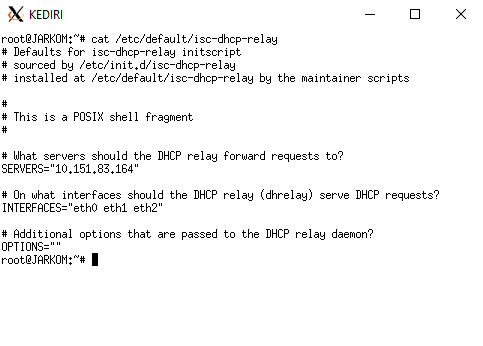 KEDIRI
root@JARKOM:~# cat /etc/default/isc-dhcp-relay
# Defaults for isc-dhcp-relay initscript
# sourced by /etc/init.d/isc-dhcp-relay
# installed at /etc/default/isc-dhcp-relay by the maintainer scripts
#
# This is a POSIX shell fragment
#
# What servers should the DHCP relay forward requests to?
SERVERS="10.151.83.164"
# On what interfaces should the DHCP relay (dhrelay) serve DHCP requests?
INTERFACES="eth0 eth1 eth2"
# Additional options that are passed to the DHCP relay daemon?
OPTIONS=""
root@JARKOM:~#